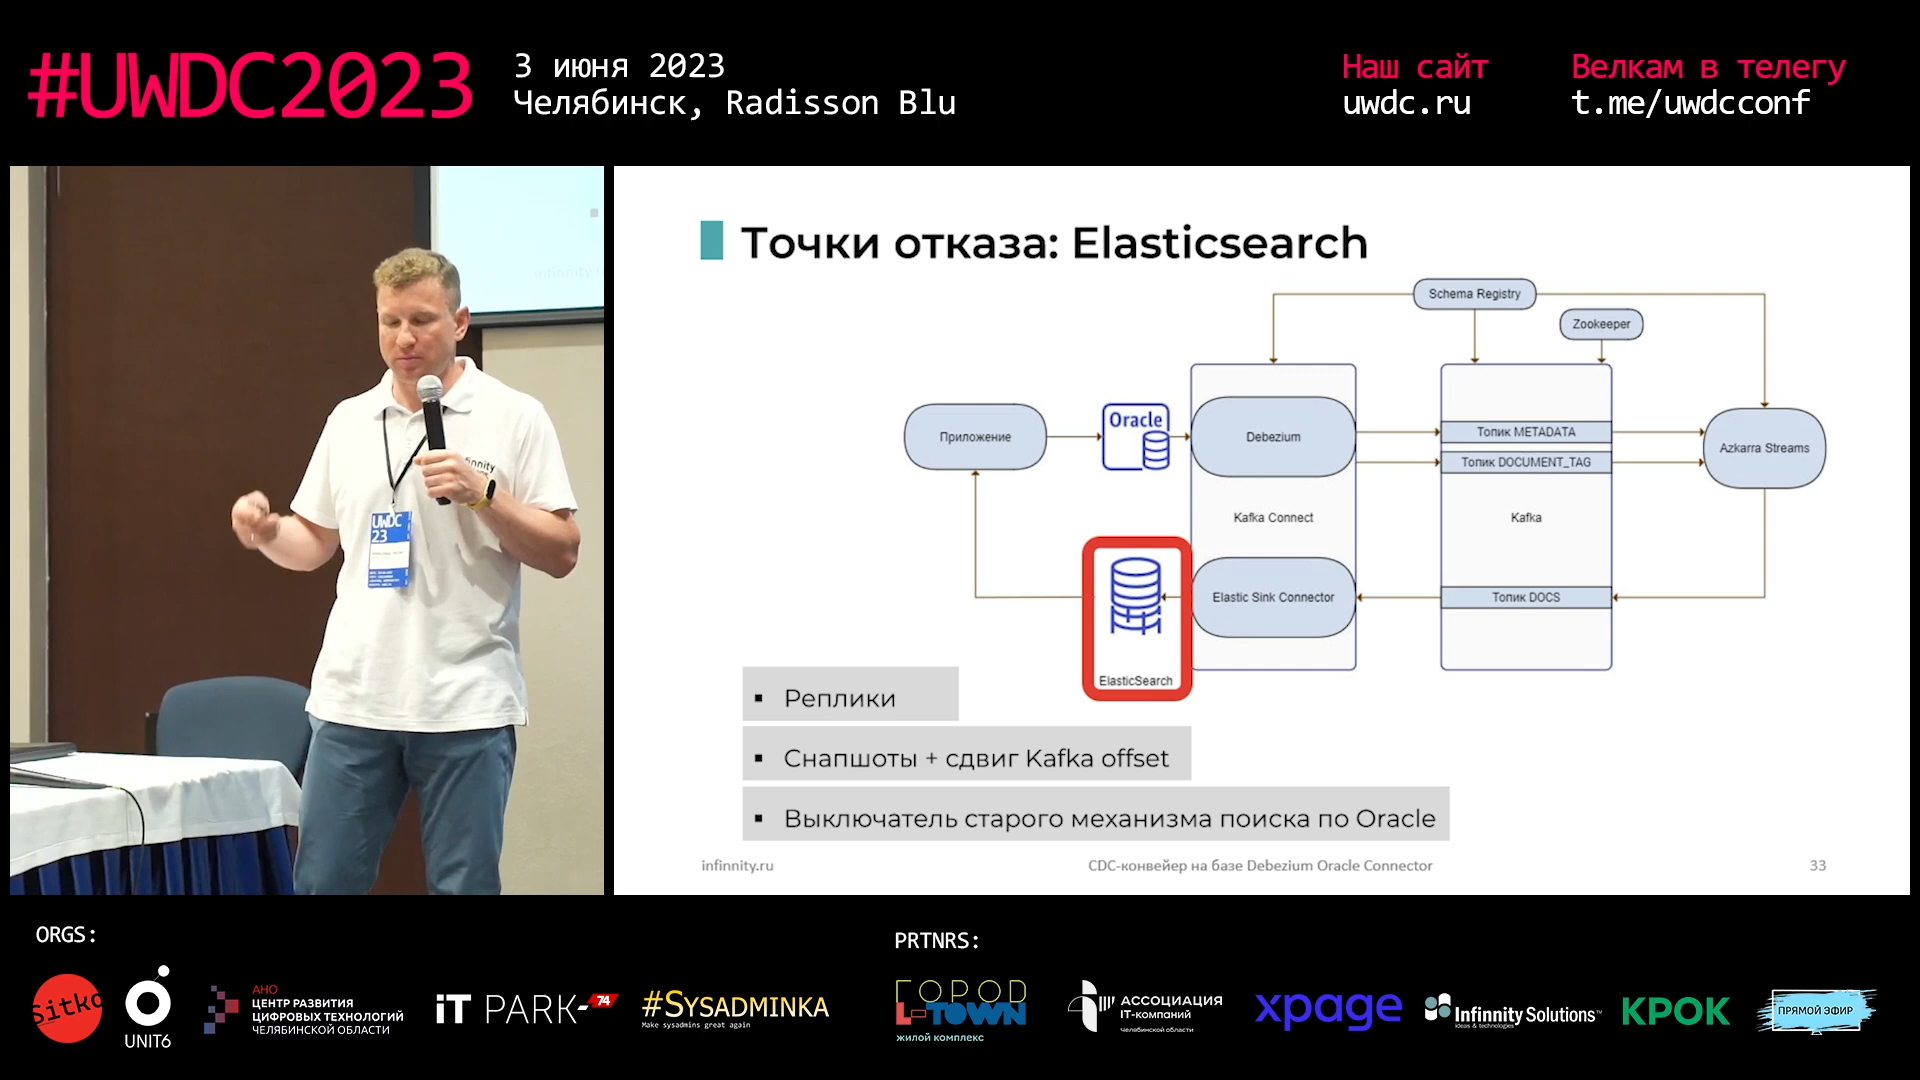 #UWDC2023
3 июня 2023
Челябинск, Radisson Blu
Наш сайт
uwdc.ru
Велкам в телегу
t.me/uwdcconf
UWDC
23
Точки отказа: Elasticsearch
Schema Registry
Zookeeper
Приложение
Oracle
Debezium
Топик METADATA
Топик DOCUMENT_TAG
Azkarra Streams
Kafka Connect
Kafka
Elastic Sink Connector
Топик DOCS
ElasticSearch
▪ Реплики
▪ Снапшоты + сдвиг Kafka offset
▪ Выключатель старого механизма поиска по Oracle
infinnity.ru
CDC-конвейер на базе Debezium Oracle Connector
33
ORGS:
Sitko
UNIT6
АНО
ЦЕНТР РАЗВИТИЯ
ЦИФРОВЫХ ТЕХНОЛОГИЙ
ЧЕЛЯБИНСКОЙ ОБЛАСТИ
iT PARK-74
#SYSADMINKA
Make sysadmins great again
PRTNRS:
ГОРОД
L-TOWN
жилой комплекс
АССОЦИАЦИЯ
IT-компаний
Челябинской области
xpage
Infinnity Solutions™
ideas & technologies
КРОК
ПРЯМОЙ ЭФИР